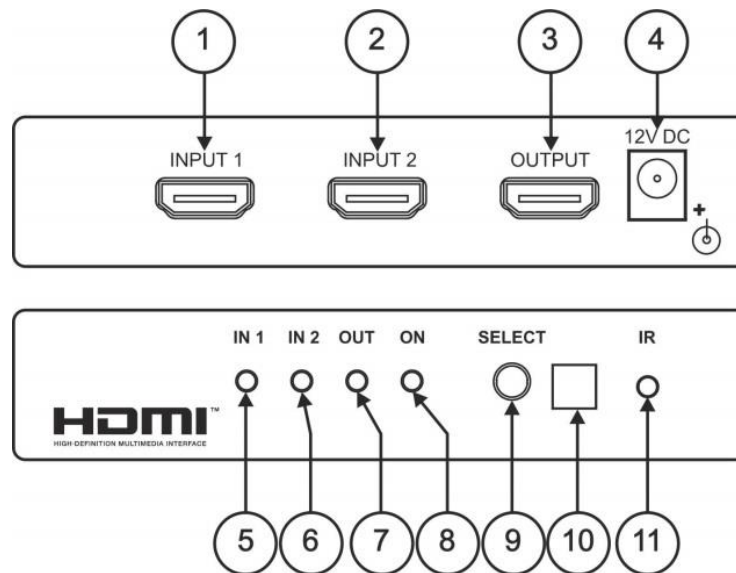 1 2 3 4
12V DC
INPUT 1 INPUT 2 OUTPUT
+
IN 1 IN 2 OUT ON SELECT IR
HDMI™
HIGH-DEFINITION MULTIMEDIA INTERFACE
5 6 7 8 9 10 11